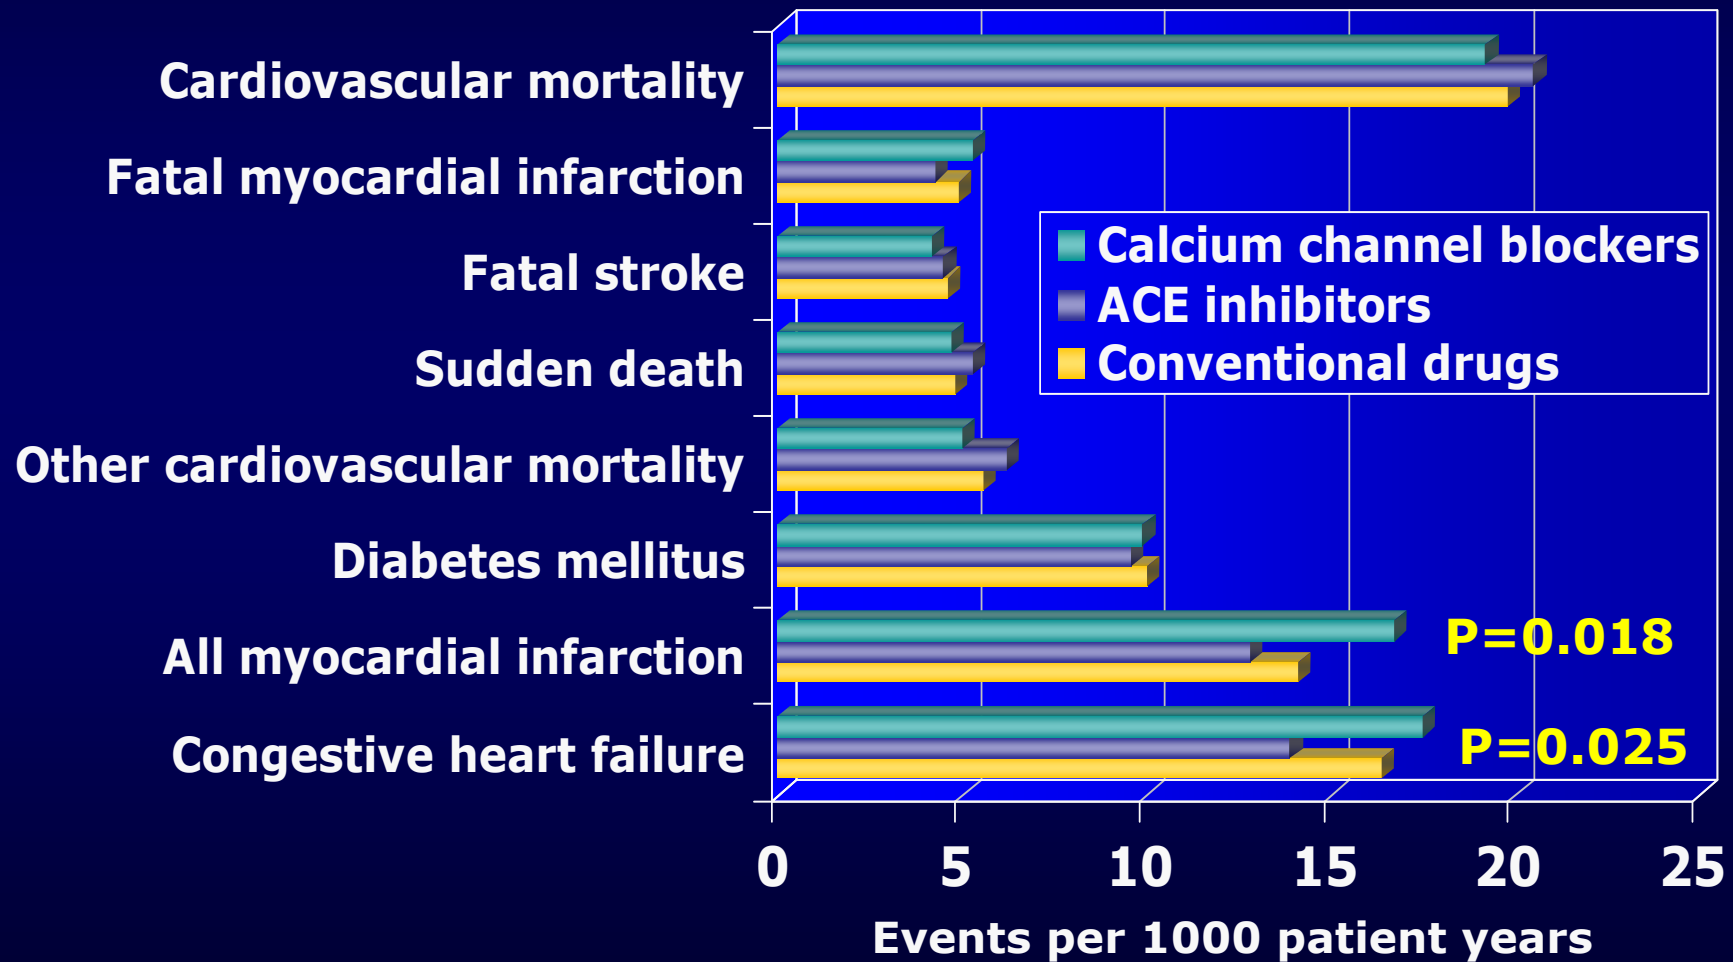 Cardiovascular mortality
Fatal myocardial infarction
Fatal stroke
Sudden death
Other cardiovascular mortality
Diabetes mellitus
All myocardial infarction
Congestive heart failure
Calcium channel blockers
ACE inhibitors
Conventional drugs
P=0.018
P=0.025
0 5 10 15 20 25
Events per 1000 patient years